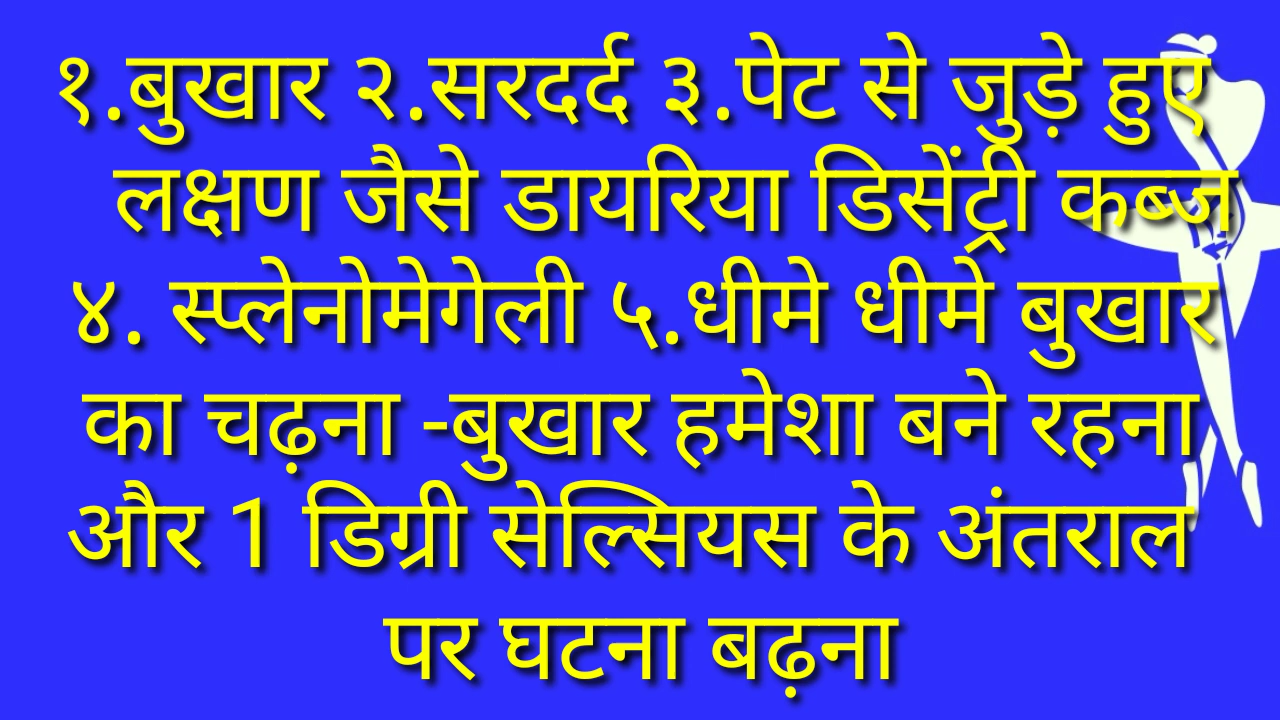 १.बुखार २.सरदर्द ३.पेट से जुड़े हुए
लक्षण जैसे डायरिया डिसेंट्री कब्ज
४. स्प्लेनोमेगेली ५.धीमे धीमे बुखार
का चढ़ना -बुखार हमेशा बने रहना
और 1 डिग्री सेल्सियस के अंतराल
पर घटना बढ़ना